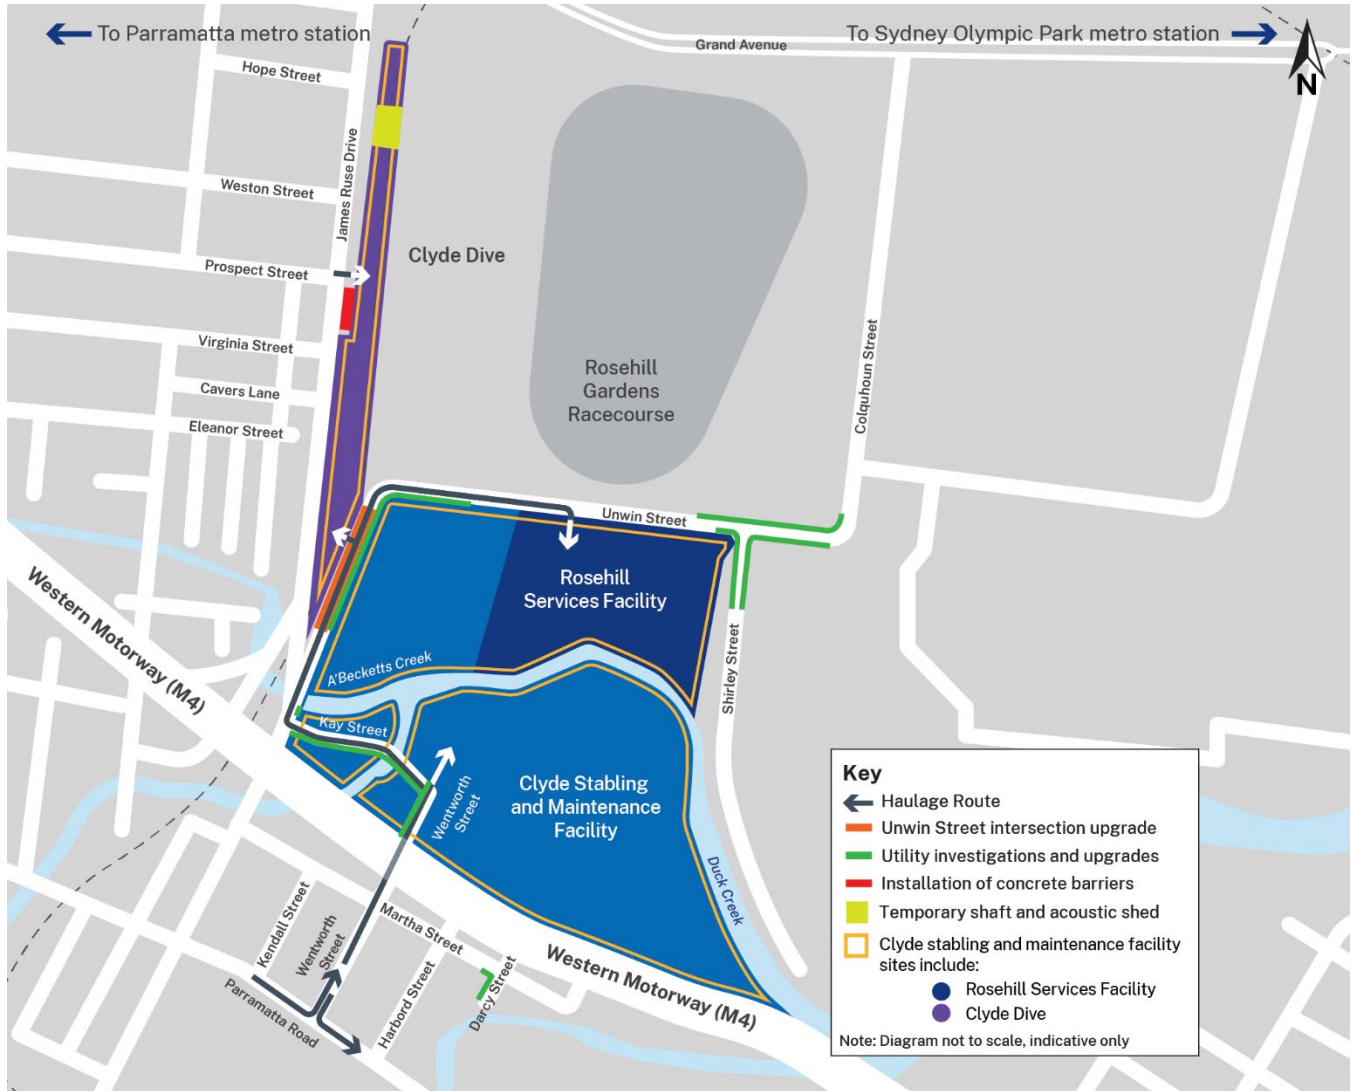 To Parramatta metro station
To Sydney Olympic Park metro station
Grand Avenue
N
Hope Street
James Ruse Drive
Weston Street
Clyde Dive
Prospect Street
Virginia Street
Cavers Lane
Eleanor Street
Rosehill
Gardens
Racecourse
Colquhoun Street
Unwin Street
Rosehill
Services Facility
Western Motorway (M4)
A'Becketts Creek
Shirley Street
Kay Street
Clyde Stabling
and Maintenance
Facility
Wentworth
Street
Duck Creek
Kendall Street
Wentworth
Street
Martha Street
Harbord Street
Darcy Street
Parramatta Road
Western Motorway (M4)
Key
Haulage Route
Unwin Street intersection upgrade
Utility investigations and upgrades
Installation of concrete barriers
Temporary shaft and acoustic shed
Clyde stabling and maintenance facility
sites include:
Rosehill Services Facility
Clyde Dive
Note: Diagram not to scale, indicative only